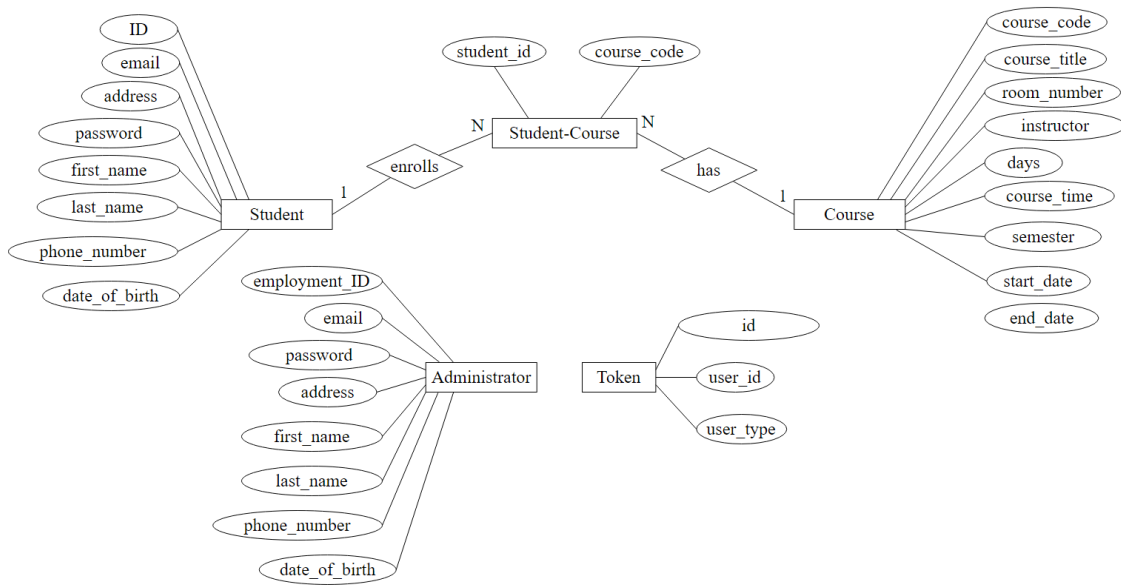 ID
email
address
password
first_name
last_name
phone_number
date_of_birth
Student
1
enrolls
N
student_id
course_code
Student-Course
N
has
1
Course
course_code
course_title
room_number
instructor
days
course_time
semester
start_date
end_date
employment_ID
email
password
address
first_name
last_name
phone_number
date_of_birth
Administrator
Token
id
user_id
user_type